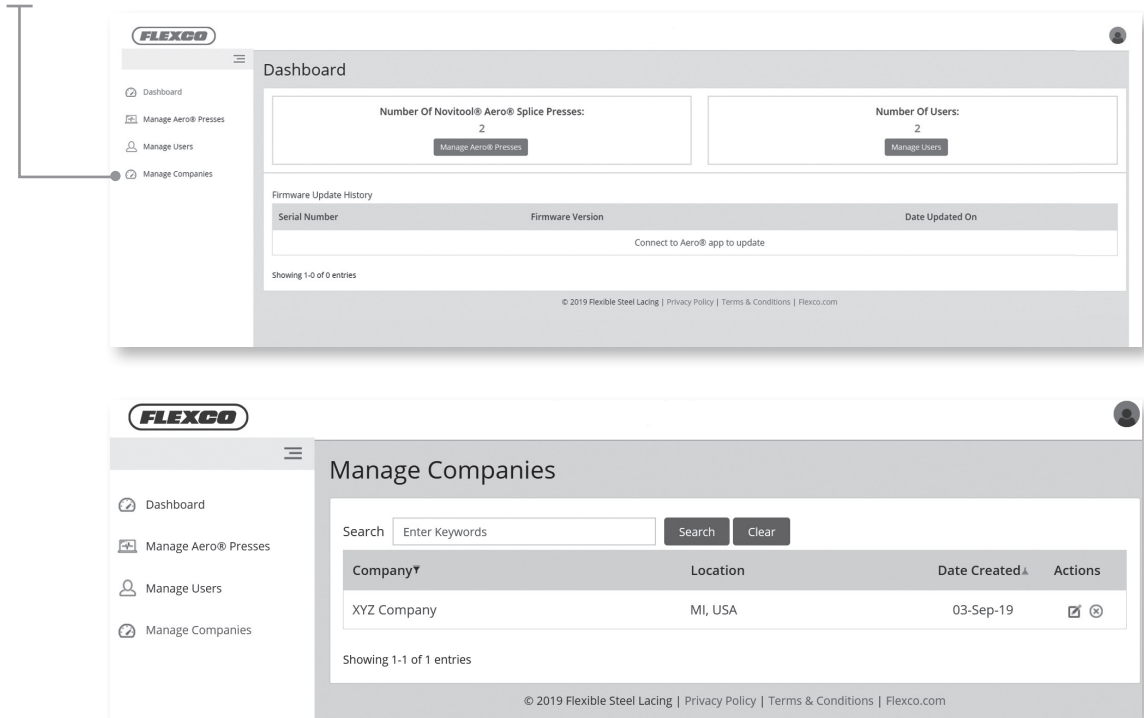 FLEXCO
Dashboard
Dashboard
Manage Aero® Presses
Manage Users
Manage Companies
Number Of Novitool® Aero® Splice Presses:
2
Manage Aero® Presses
Number Of Users:
2
Manage Users
Firmware Update History
Serial Number Firmware Version Date Updated On
Connect to Aero® app to update
Showing 1-0 of 0 entries
© 2019 Flexible Steel Lacing | Privacy Policy | Terms & Conditions | Flexco.com
FLEXCO
Dashboard
Manage Aero® Presses
Manage Users
Manage Companies
Manage Companies
Search Enter Keywords Search Clear
Company Location Date Created Actions
XYZ Company MI, USA 03-Sep-19
Showing 1-1 of 1 entries
© 2019 Flexible Steel Lacing | Privacy Policy | Terms & Conditions | Flexco.com